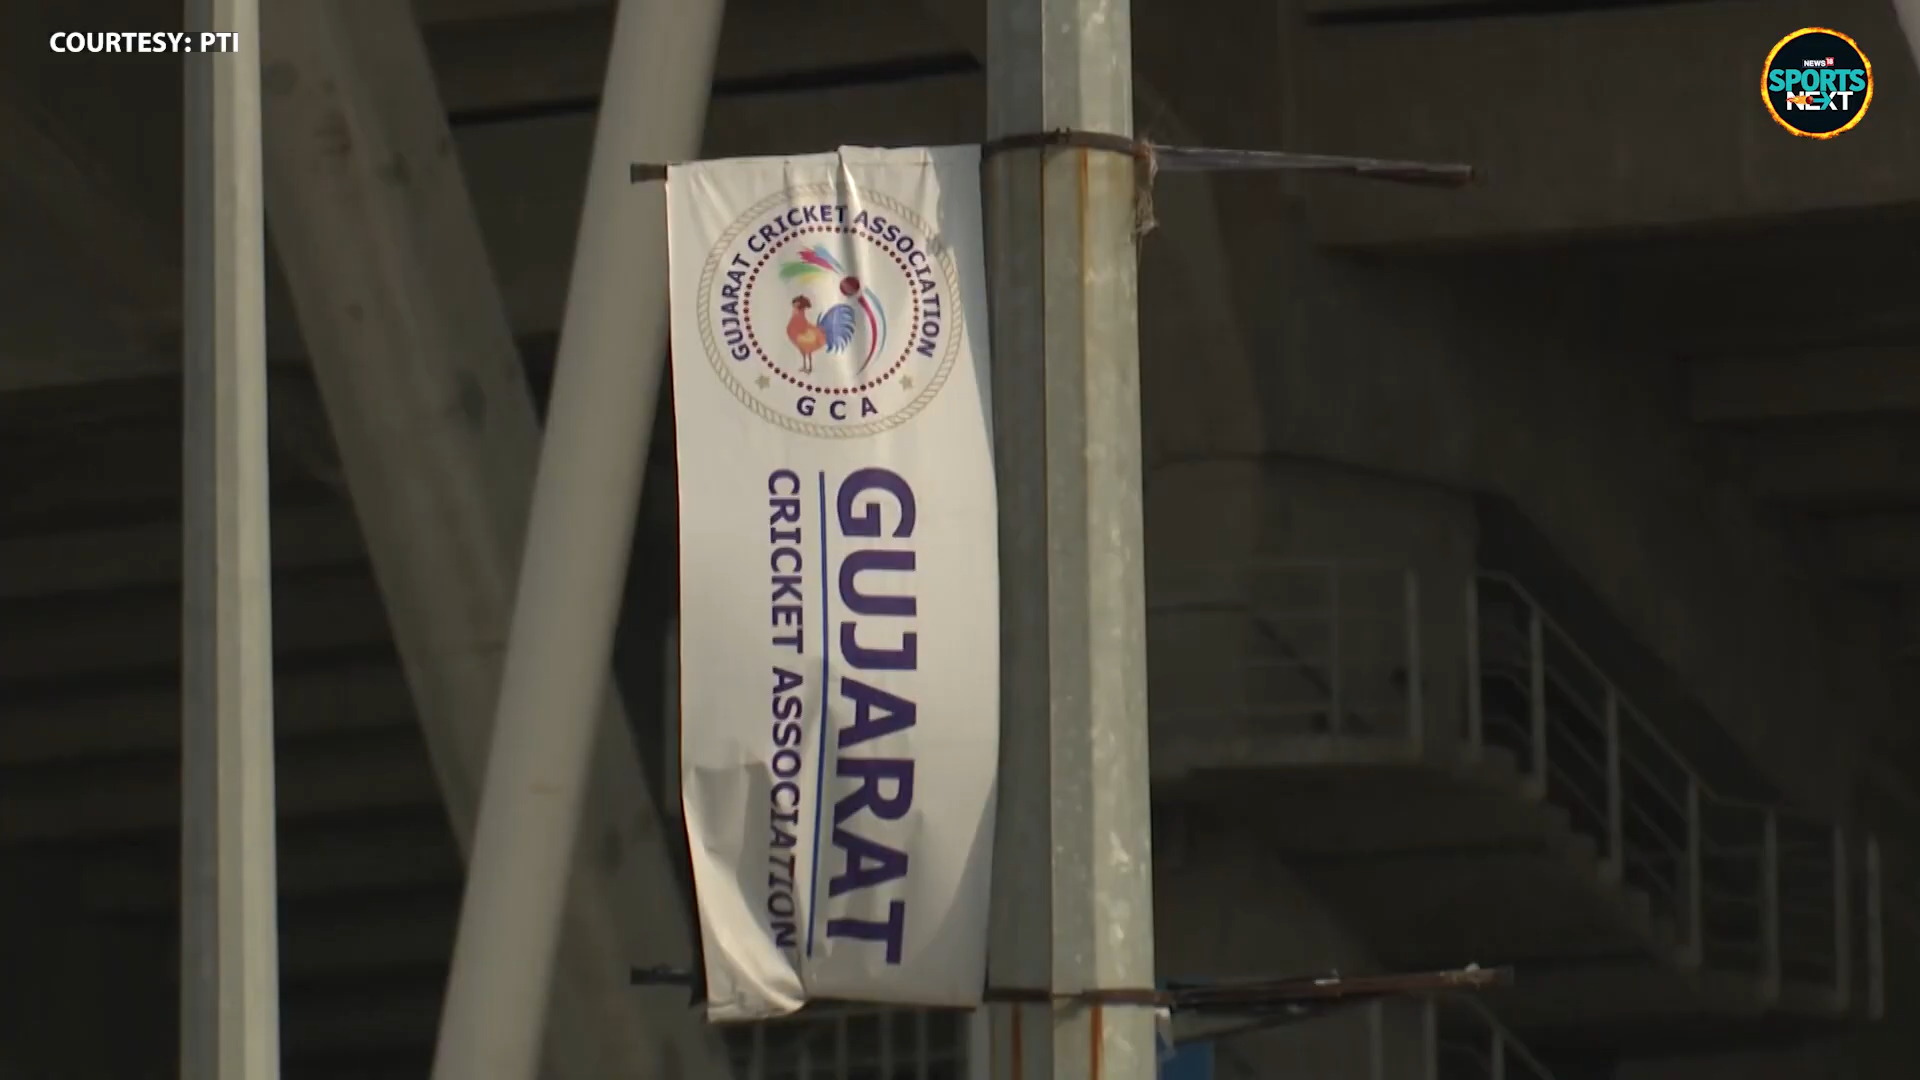 COURTESY: PTI
NEWS18
SPORTS
NEXT
GUJARAT CRICKET ASSOCIATION
GCA
GUJARAT
CRICKET ASSOCIATION